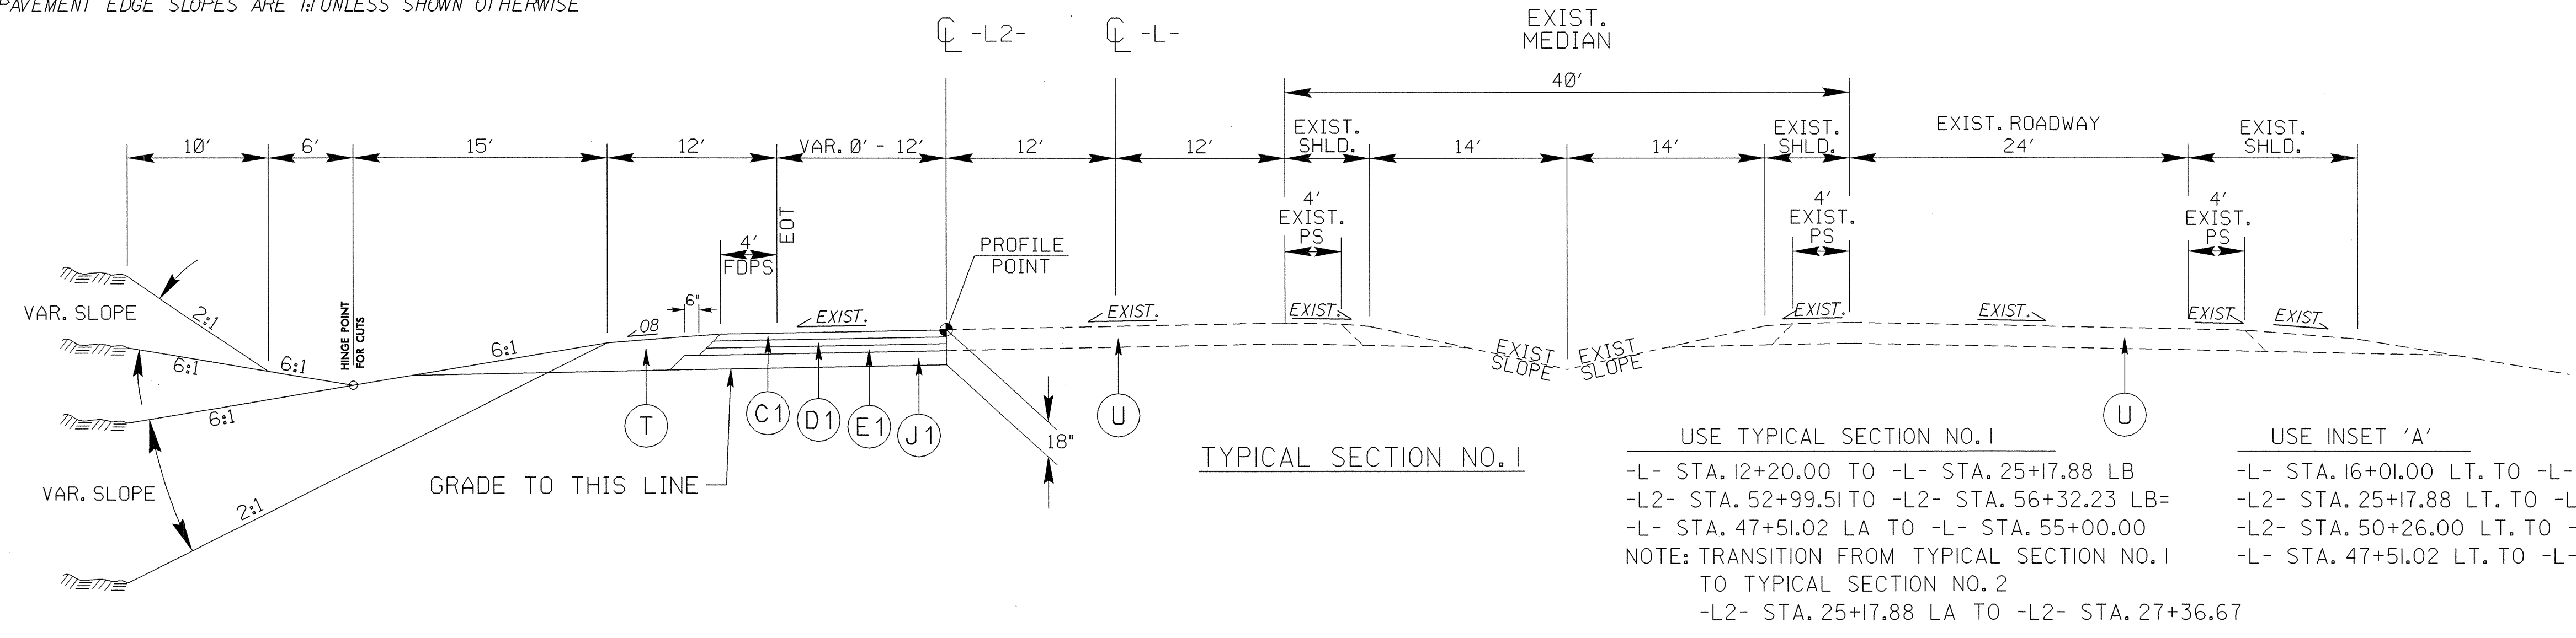 PAVEMENT EDGE SLOPES ARE 1:1 UNLESS SHOWN OTHERWISE
℄ -L2-
℄ -L-
EXIST.
MEDIAN
40'
10'
6'
15'
12'
VAR. 0' - 12'
12'
12'
EXIST.
SHLD.
14'
14'
EXIST.
SHLD.
EXIST. ROADWAY
24'
EXIST.
SHLD.
4'
EXIST.
PS
4'
EXIST.
PS
4'
EXIST.
PS
EOT
4'
FDPS
6"
PROFILE
POINT
VAR. SLOPE
2:1
6:1
6:1
HINGE POINT
FOR CUTS
6:1
6:1
.08
EXIST.
EXIST.
EXIST.
EXIST.
EXIST.
EXIST.
EXIST.
EXIST
SLOPE
EXIST
SLOPE
VAR. SLOPE
2:1
T
C1
D1
E1
J1
U
U
18"
GRADE TO THIS LINE
TYPICAL SECTION NO. 1
USE TYPICAL SECTION NO. 1
-L- STA. 12+20.00 TO -L- STA. 25+17.88 LB
-L2- STA. 52+99.51 TO -L2- STA. 56+32.23 LB=
-L- STA. 47+51.02 LA TO -L- STA. 55+00.00
NOTE: TRANSITION FROM TYPICAL SECTION NO. 1
TO TYPICAL SECTION NO. 2
-L2- STA. 25+17.88 LA TO -L2- STA. 27+36.67
USE INSET 'A'
-L- STA. 16+01.00 LT. TO -L-
-L2- STA. 25+17.88 LT. TO -L
-L2- STA. 50+26.00 LT. TO -
-L- STA. 47+51.02 LT. TO -L-